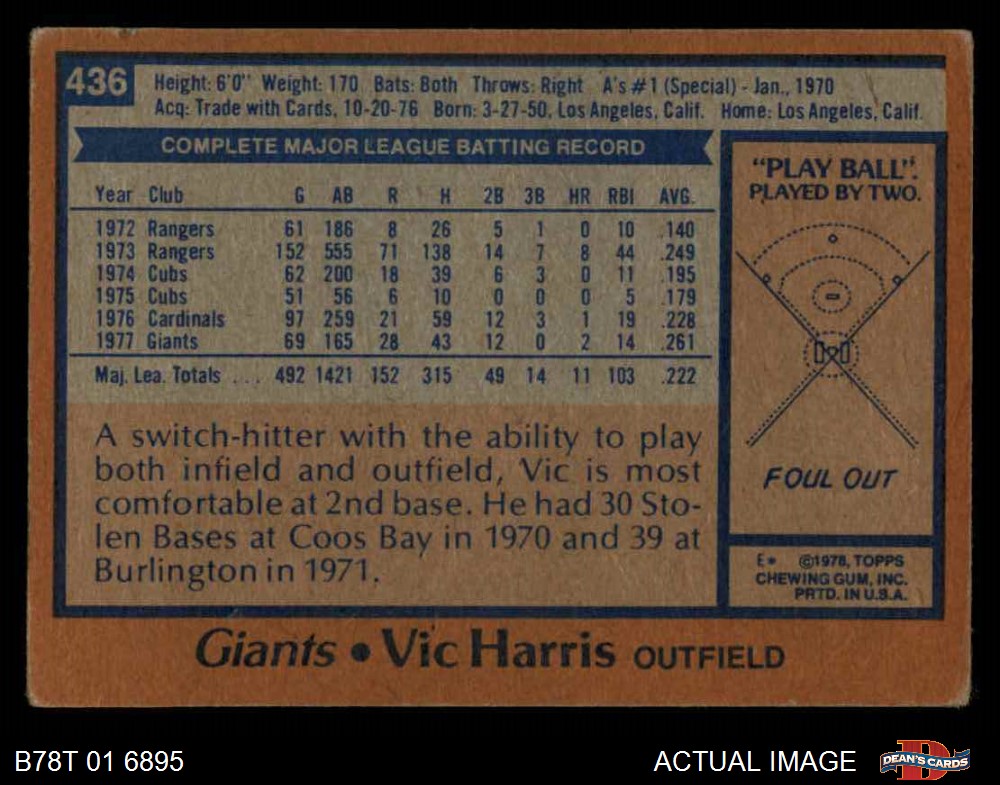 436
Height: 6'0" Weight: 170 Bats: Both Throws: Right A's #1 (Special) - Jan., 1970
Acq: Trade with Cards, 10-20-76 Born: 3-27-50, Los Angeles, Calif. Home: Los Angeles, Calif.
COMPLETE MAJOR LEAGUE BATTING RECORD
Year Club G AB R H 2B 3B HR RBI AVG.
1972 Rangers 61 186 8 26 5 1 0 10 .140
1973 Rangers 152 555 71 138 14 7 8 44 .249
1974 Cubs 62 200 18 39 6 3 0 11 .195
1975 Cubs 51 56 6 10 0 0 0 5 .179
1976 Cardinals 97 259 21 59 12 3 1 19 .228
1977 Giants 69 165 28 43 12 0 2 14 .261
Maj. Lea. Totals . . . 492 1421 152 315 49 14 11 103 .222
A switch-hitter with the ability to play
both infield and outfield, Vic is most
comfortable at 2nd base. He had 30 Sto-
len Bases at Coos Bay in 1970 and 39 at
Burlington in 1971.
"PLAY BALL".
PLAYED BY TWO.
FOUL OUT
E* ©1978, TOPPS
CHEWING GUM, INC.
PRTD. IN U.S.A.
Giants • Vic Harris OUTFIELD
B78T 01 6895
ACTUAL IMAGE
D
DEAN'S CARDS